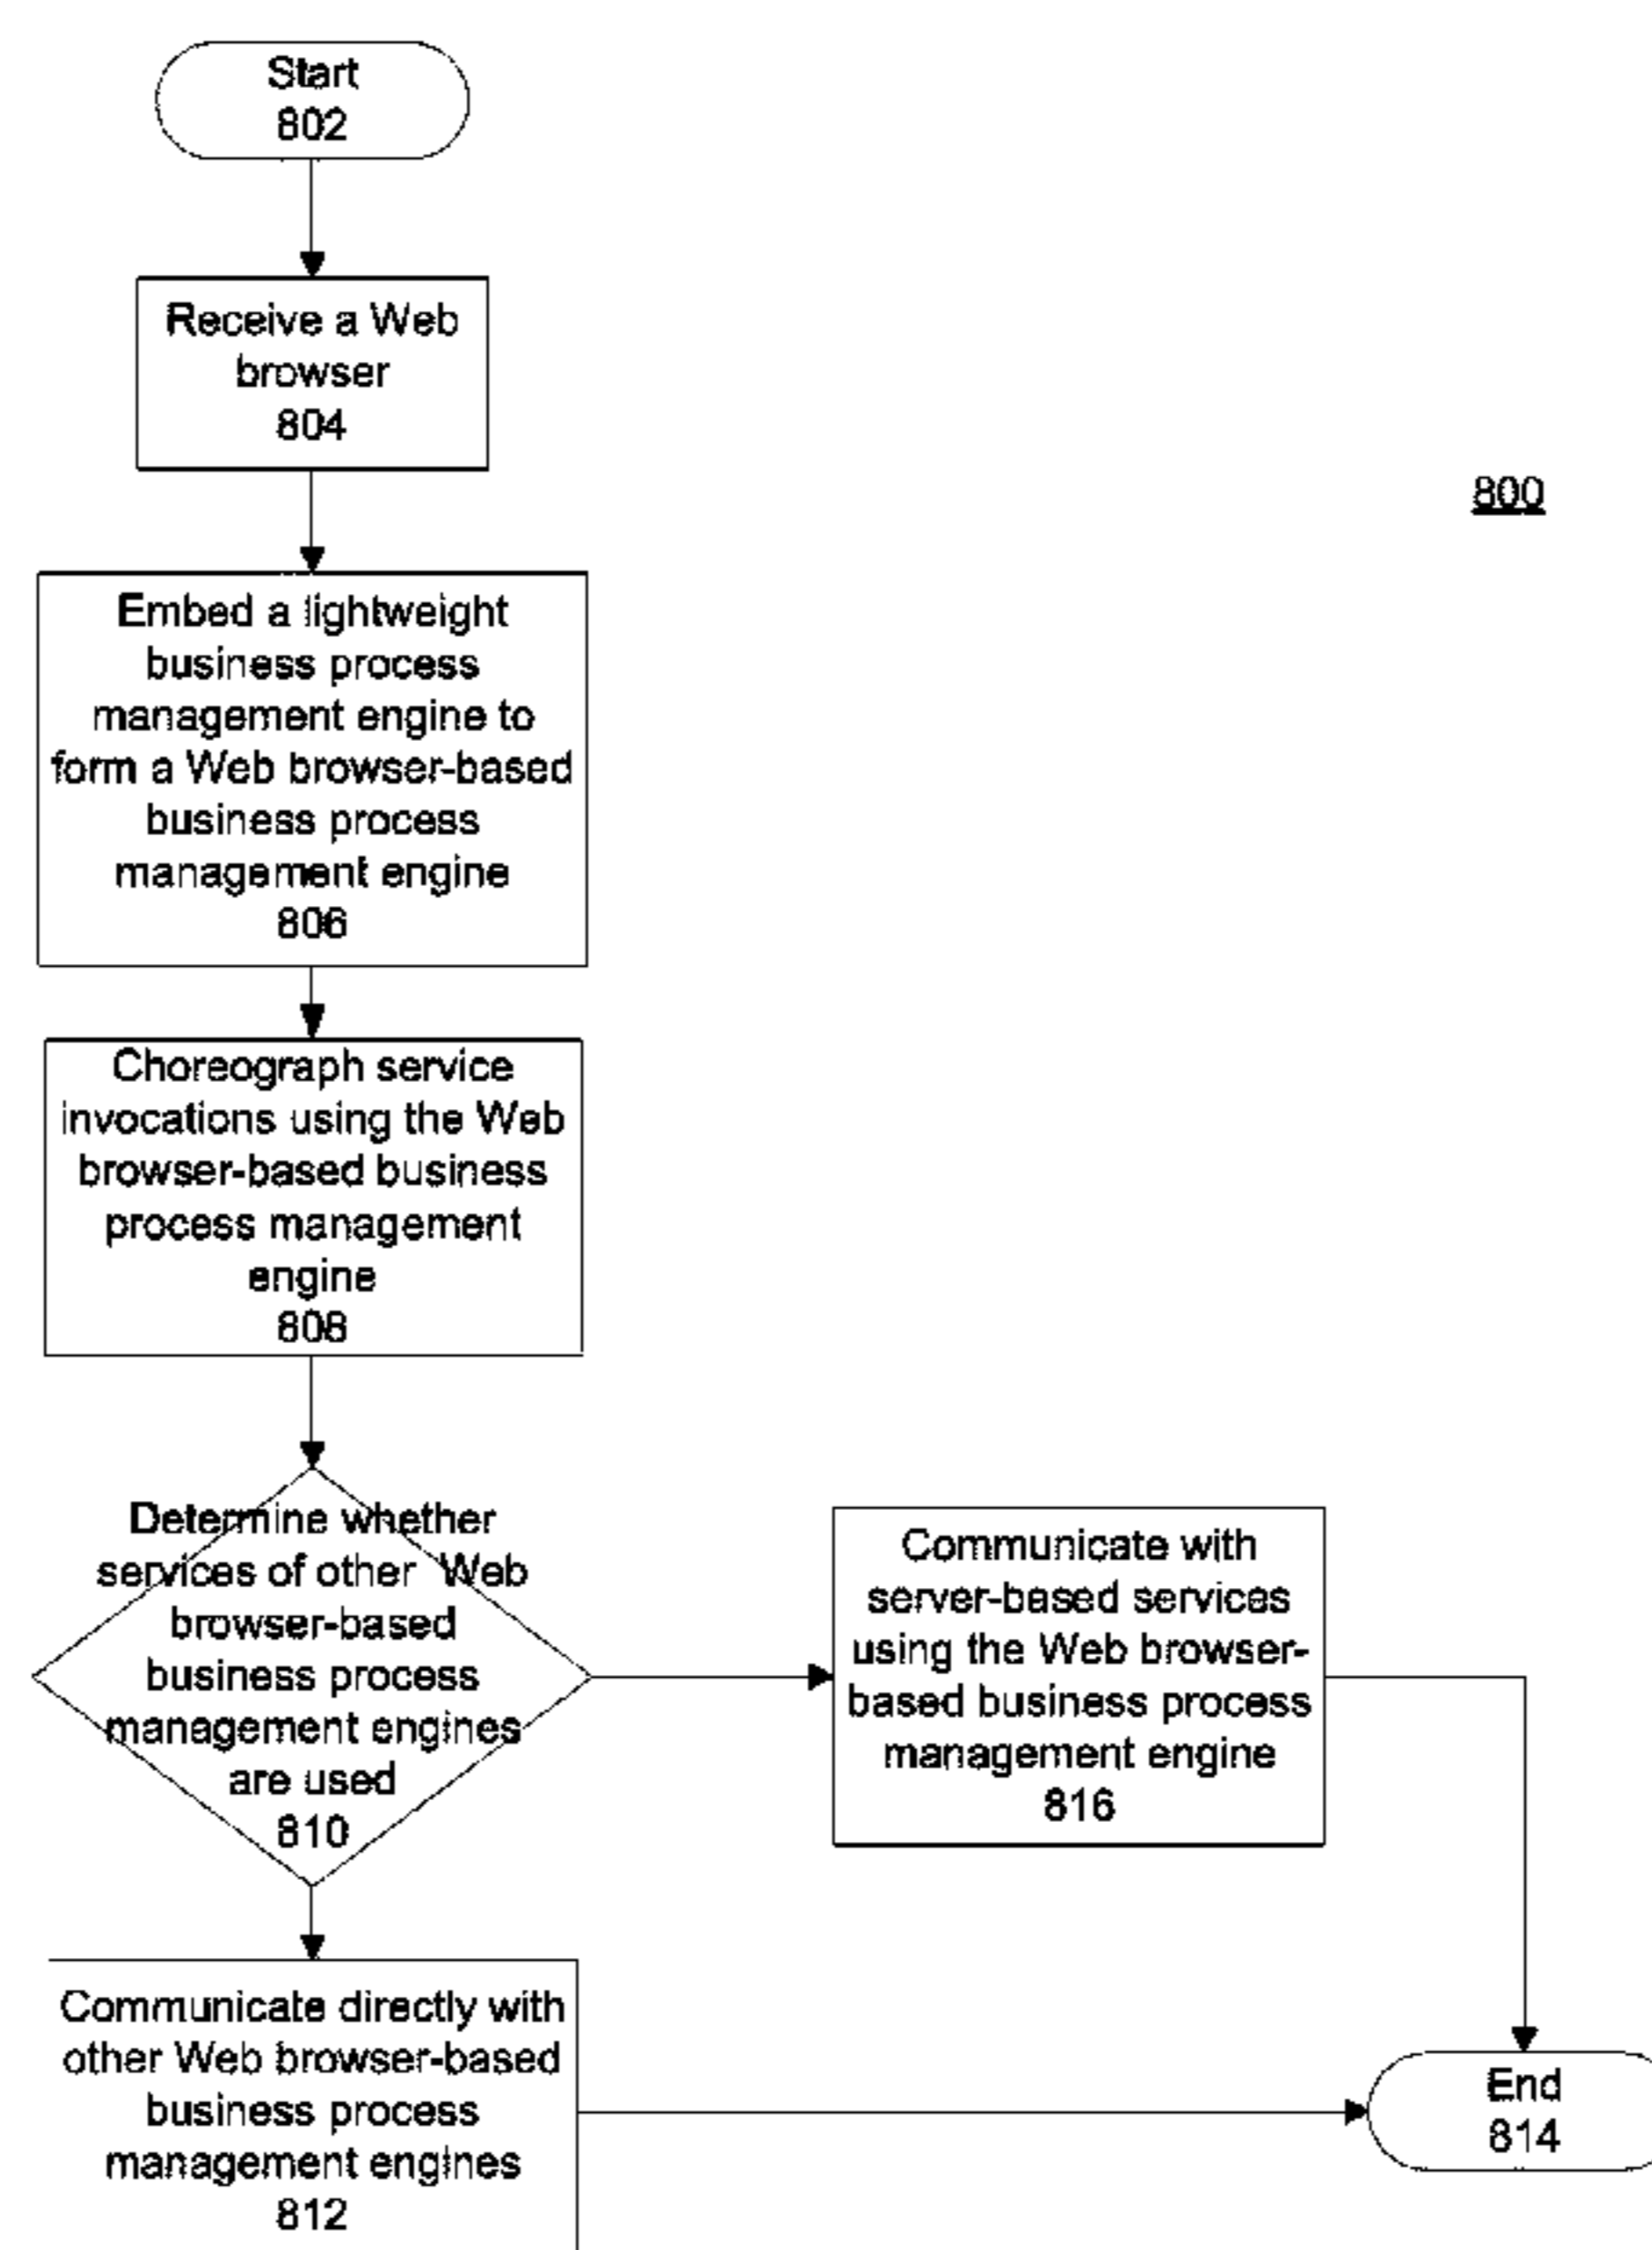 Start
802
Receive a Web
browser
804
800
Embed a lightweight
business process
management engine to
form a Web browser-based
business process
management engine
806
Choreograph service
invocations using the Web
browser-based business
process management
engine
808
Determine whether
services of other Web
browser-based
business process
management engines
are used
810
Communicate with
server-based services
using the Web browser-
based business process
management engine
816
Communicate directly with
other Web browser-based
business process
management engines
812
End
814